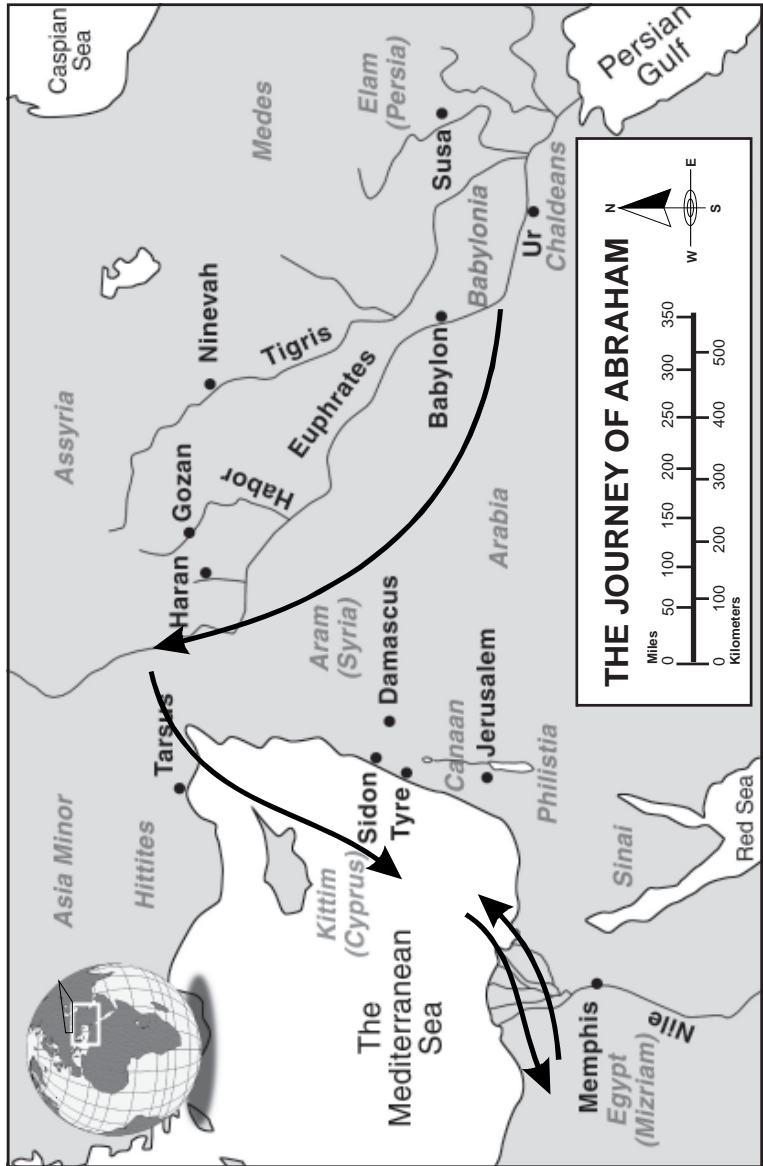 Caspian
Sea
Medes
Elam
(Persia)
Persian
Gulf
Susa
Assyria
Ninevah
Tigris
Babylonia
Ur
Chaldeans
Gozan
Habor
Euphrates
Babylon
Haran
Arabia
Aram
(Syria)
Damascus
Tarsus
Asia Minor
Hittites
Kittim
(Cyprus)
Sidon
Tyre
Canaan
Jerusalem
Philistia
Sinai
Red Sea
The
Mediterranean
Sea
Memphis
Egypt
(Mizriam)
Nile
THE JOURNEY OF ABRAHAM
N
W E
S
Miles
0 50 100 150 200 250 300 350
0 100 200 300 400 500
Kilometers